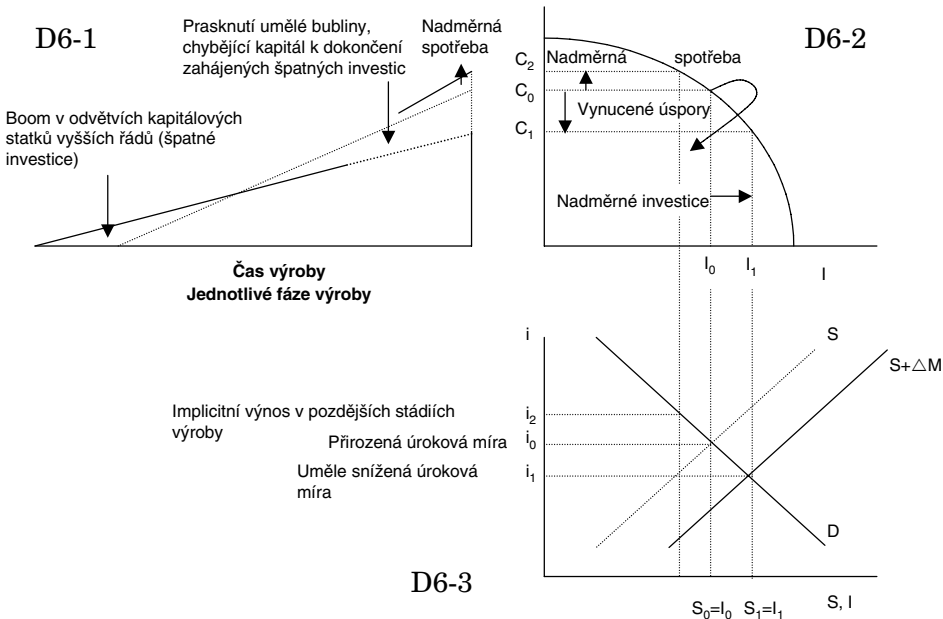 D6-1
Prasknutí umělé bubliny,
chybějící kapitál k dokončení
zahájených špatných investic
Nadměrná
spotřeba
Boom v odvětvích kapitálových
statků vyšších řádů (špatné
investice)
Čas výroby
Jednotlivé fáze výroby
D6-2
C2
Nadměrná spotřeba
C0
Vynucené úspory
C1
Nadměrné investice
I0
I1
I
i
S
S+△M
Implicitní výnos v pozdějších stádiích
výroby
i2
Přirozená úroková míra
i0
Uměle snížená úroková
míra
i1
D
D6-3
S0=I0
S1=I1
S, I